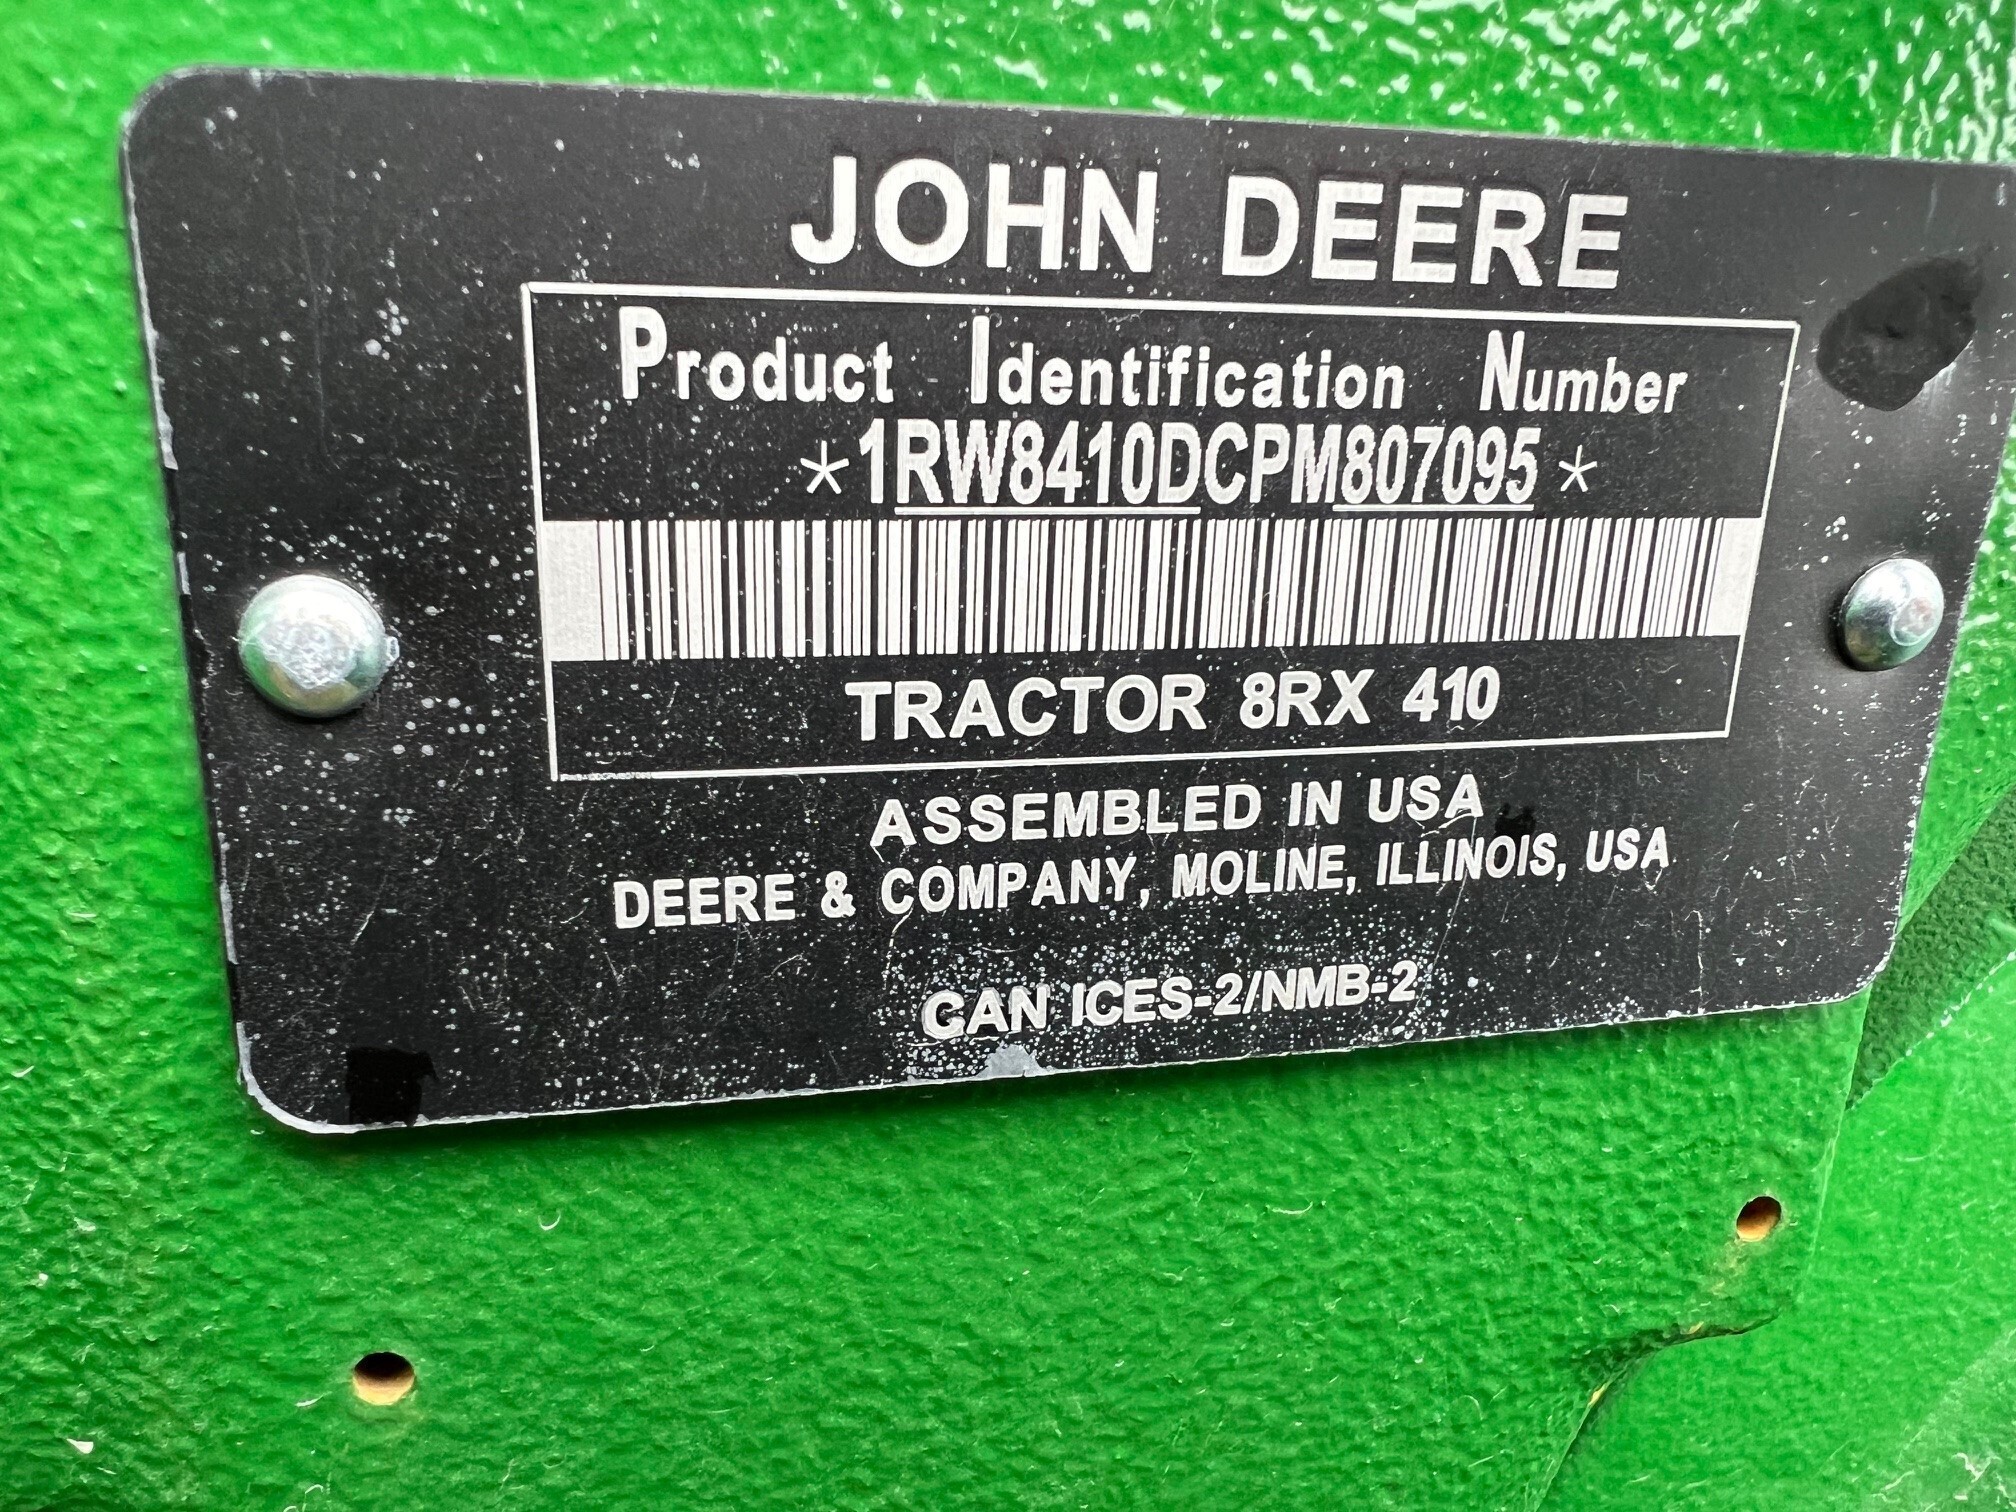 JOHN DEERE
Product Identification Number
*1RW8410DCPM807095*
TRACTOR 8RX 410
ASSEMBLED IN USA
DEERE & COMPANY, MOLINE, ILLINOIS, USA
CAN ICES-2/NMB-2